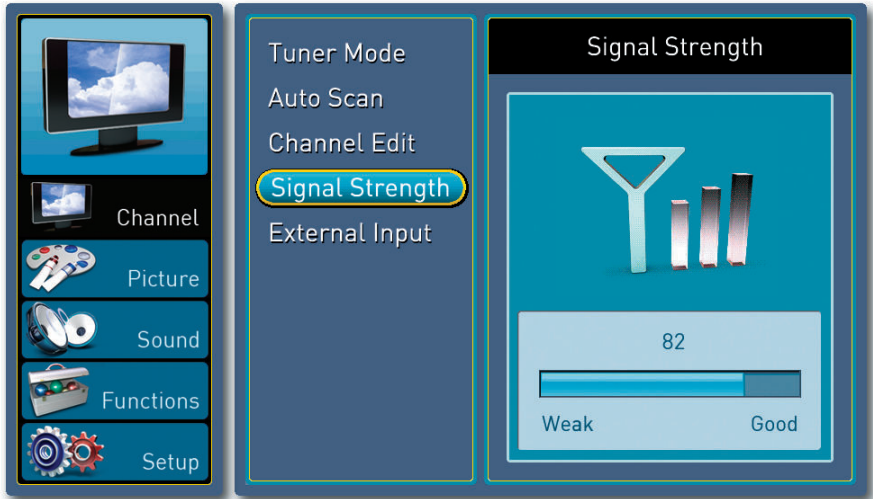 Channel
Picture
Sound
Functions
Setup
Tuner Mode
Auto Scan
Channel Edit
Signal Strength
External Input
Signal Strength
82
Weak Good